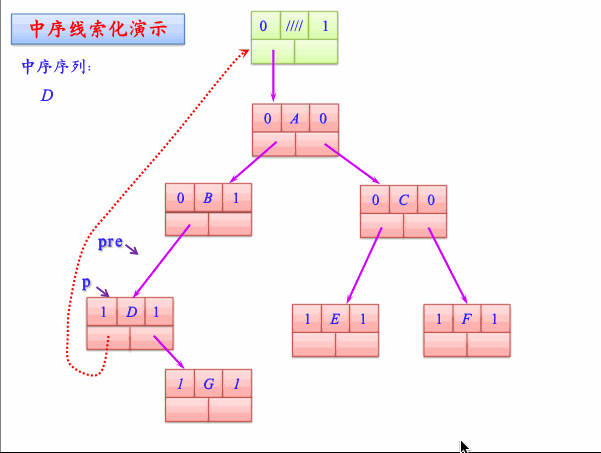 中序线索化演示
0 //// 1
中序序列:
D
0 A 0
0 B 1
0 C 0
pre
p
1 D 1
1 E 1
1 F 1
1 G 1